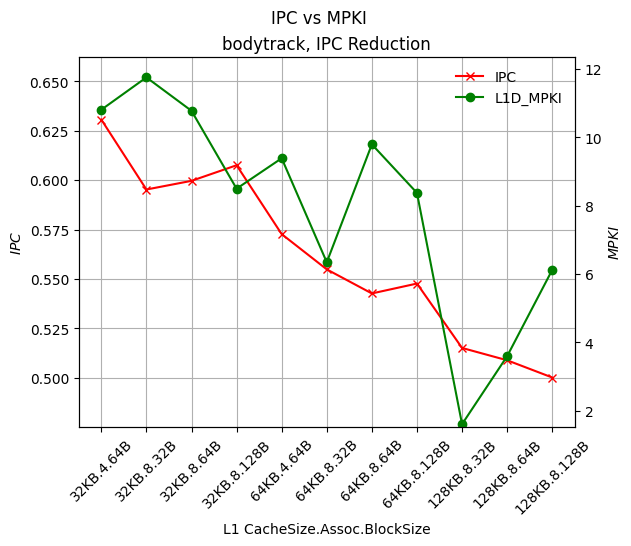 IPC vs MPKI
bodytrack, IPC Reduction
IPC
L1D_MPKI
0.650
0.625
0.600
0.575
0.550
0.525
0.500
IPC
12
10
8
6
4
2
MPKI
32KB.4.64B
32KB.8.32B
32KB.8.64B
32KB.8.128B
64KB.4.64B
64KB.8.32B
64KB.8.64B
64KB.8.128B
128KB.8.32B
128KB.8.64B
128KB.8.128B
L1 CacheSize.Assoc.BlockSize